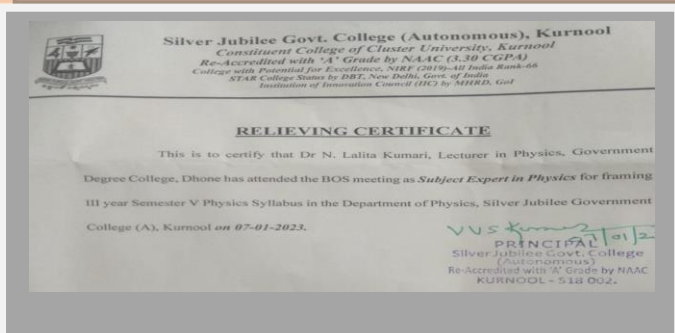 Silver Jubilee Govt. College (Autonomous), Kurnool
Constituent College of Cluster University, Kurnool
Re-Accredited with 'A' Grade by NAAC (3.30 CGPA)
College with Potential for Excellence, NIRF (2019)-All India Rank-66
STAR College Status by DBT, New Delhi, Govt. of India
Institution of Innovation Council (IIC) by MHRD, GoI
RELIEVING CERTIFICATE
This is to certify that Dr N. Lalita Kumari, Lecturer in Physics, Government
Degree College, Dhone has attended the BOS meeting as Subject Expert in Physics for framing
III year Semester V Physics Syllabus in the Department of Physics, Silver Jubilee Government
College (A), Kurnool on 07-01-2023.
PRINCIPAL
Silver Jubilee Govt. College
(Autonomous)
Re-Accredited with 'A' Grade by NAAC
KURNOOL - 518 002.